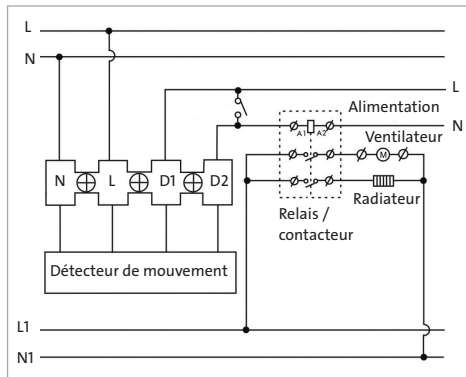 L
N
L
Alimentation
A1 A2
N
Ventilateur
M
N L D1 D2
Radiateur
Relais /
contacteur
Détecteur de mouvement
L1
N1